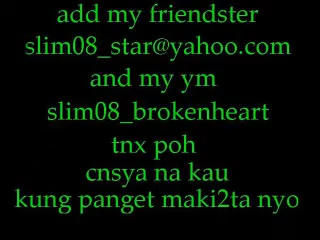 add my friendster
slim08_star@yahoo.com
and my ym
slim08_brokenheart
tnx poh
cnsya na kau
kung panget maki2ta nyo